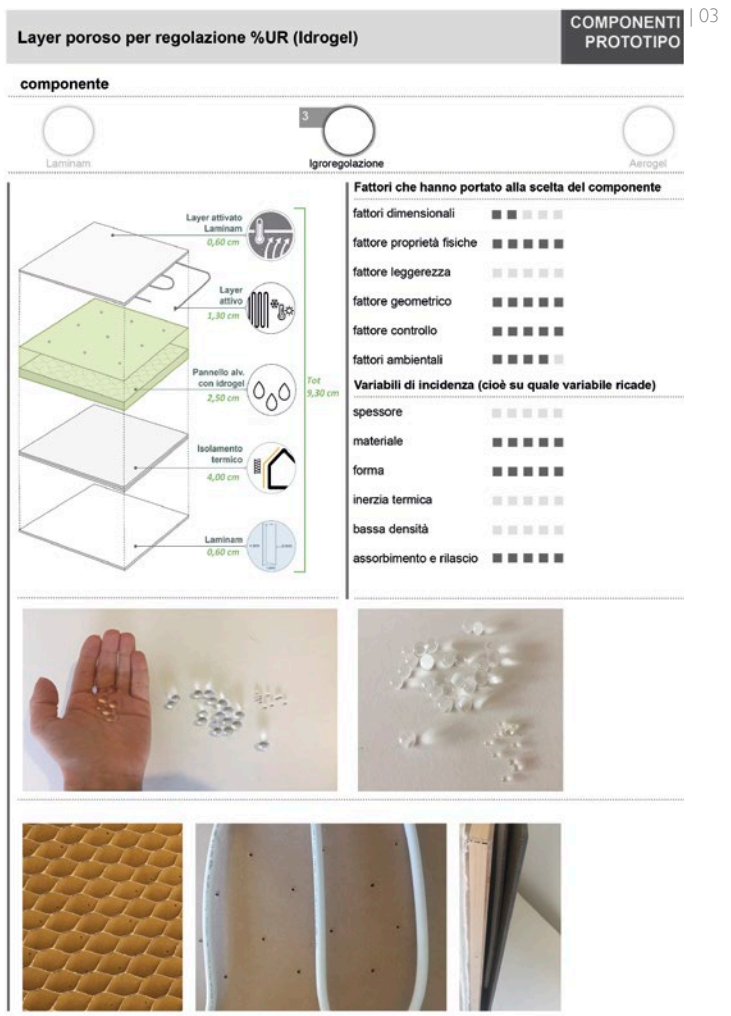 | 03
Layer poroso per regolazione %UR (Idrogel)
COMPONENTI
PROTOTIPO
componente
3
Laminam
Igroregolazione
Aerogel
Layer attivato
Laminam
0,60 cm
Layer
attivo
1,30 cm
Pannello alv.
con idrogel
2,50 cm
Tot
9,30 cm
Isolamento
termico
4,00 cm
Laminam
0,60 cm
Fattori che hanno portato alla scelta del componente
fattori dimensionali
fattore proprietà fisiche
fattore leggerezza
fattore geometrico
fattore controllo
fattori ambientali
Variabili di incidenza (cioè su quale variabile ricade)
spessore
materiale
forma
inerzia termica
bassa densità
assorbimento e rilascio